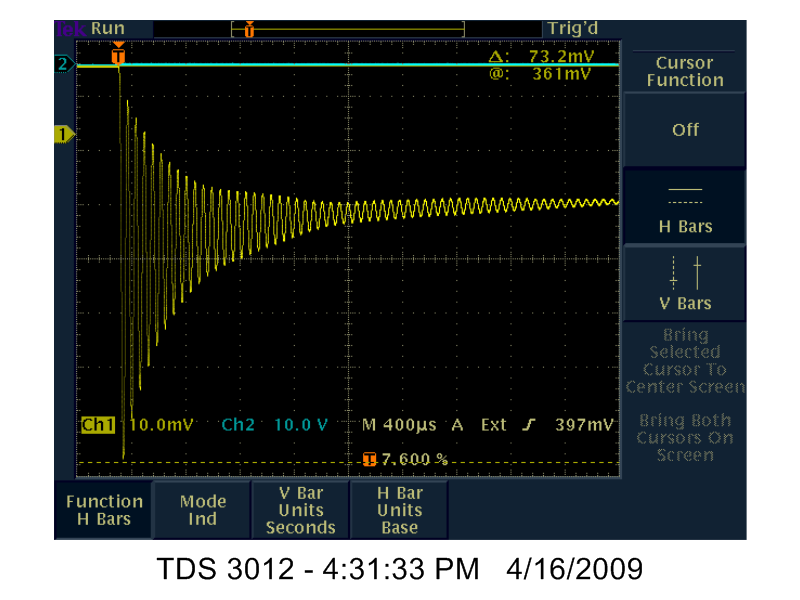 Tek Run Trig'd
T
T
2
Δ: 73.2mV
@: 361mV
1
Ch1 10.0mV Ch2 10.0 V M 400µs A Ext 397mV
T 7.600 %
Cursor
Function
Off
H Bars
V Bars
Bring
Selected
Cursor To
Center Screen
Bring Both
Cursors On
Screen
Function
H Bars
Mode
Ind
V Bar
Units
Seconds
H Bar
Units
Base
TDS 3012 - 4:31:33 PM 4/16/2009